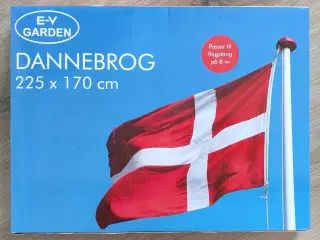 E-V
GARDEN
DANNEBROG
225 x 170 cm
Passer til
flagstang
på 8 m